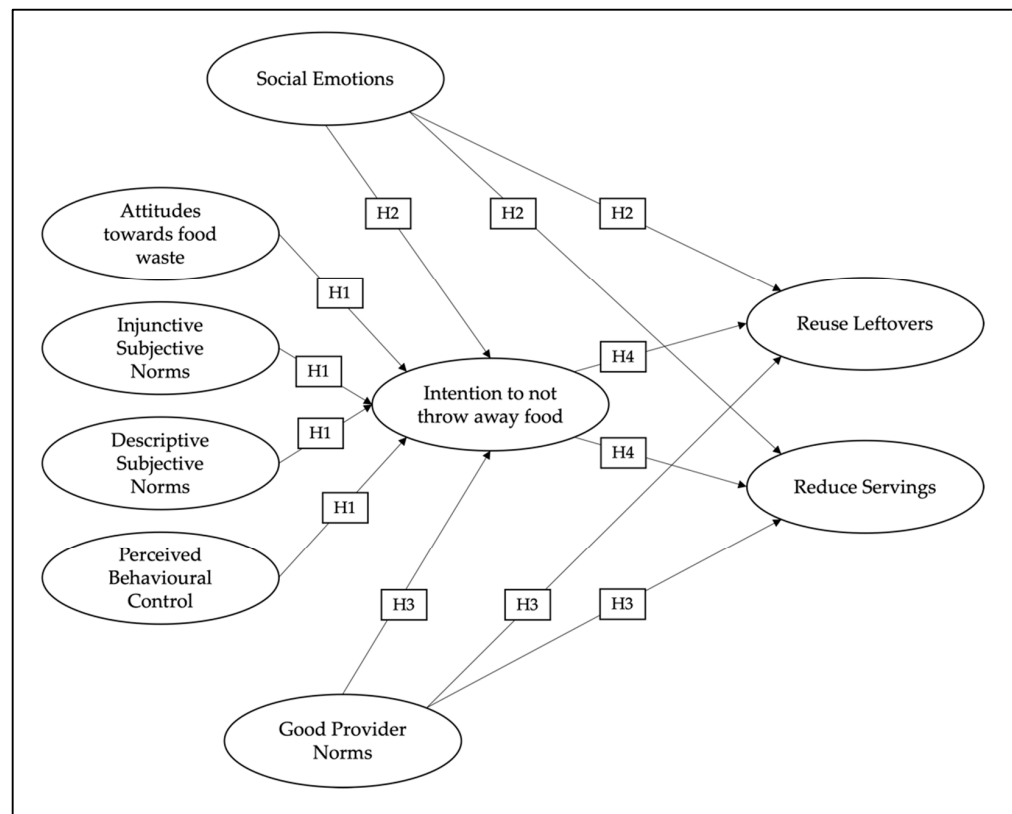 Social Emotions
H2
H2
H2
Attitudes
towards food
waste
H1
Injunctive
Subjective
Norms
H1
Reuse Leftovers
H4
Intention to not
throw away food
H1
Descriptive
Subjective
Norms
H4
Reduce Servings
H1
Perceived
Behavioural
Control
H3
H3
H3
Good Provider
Norms